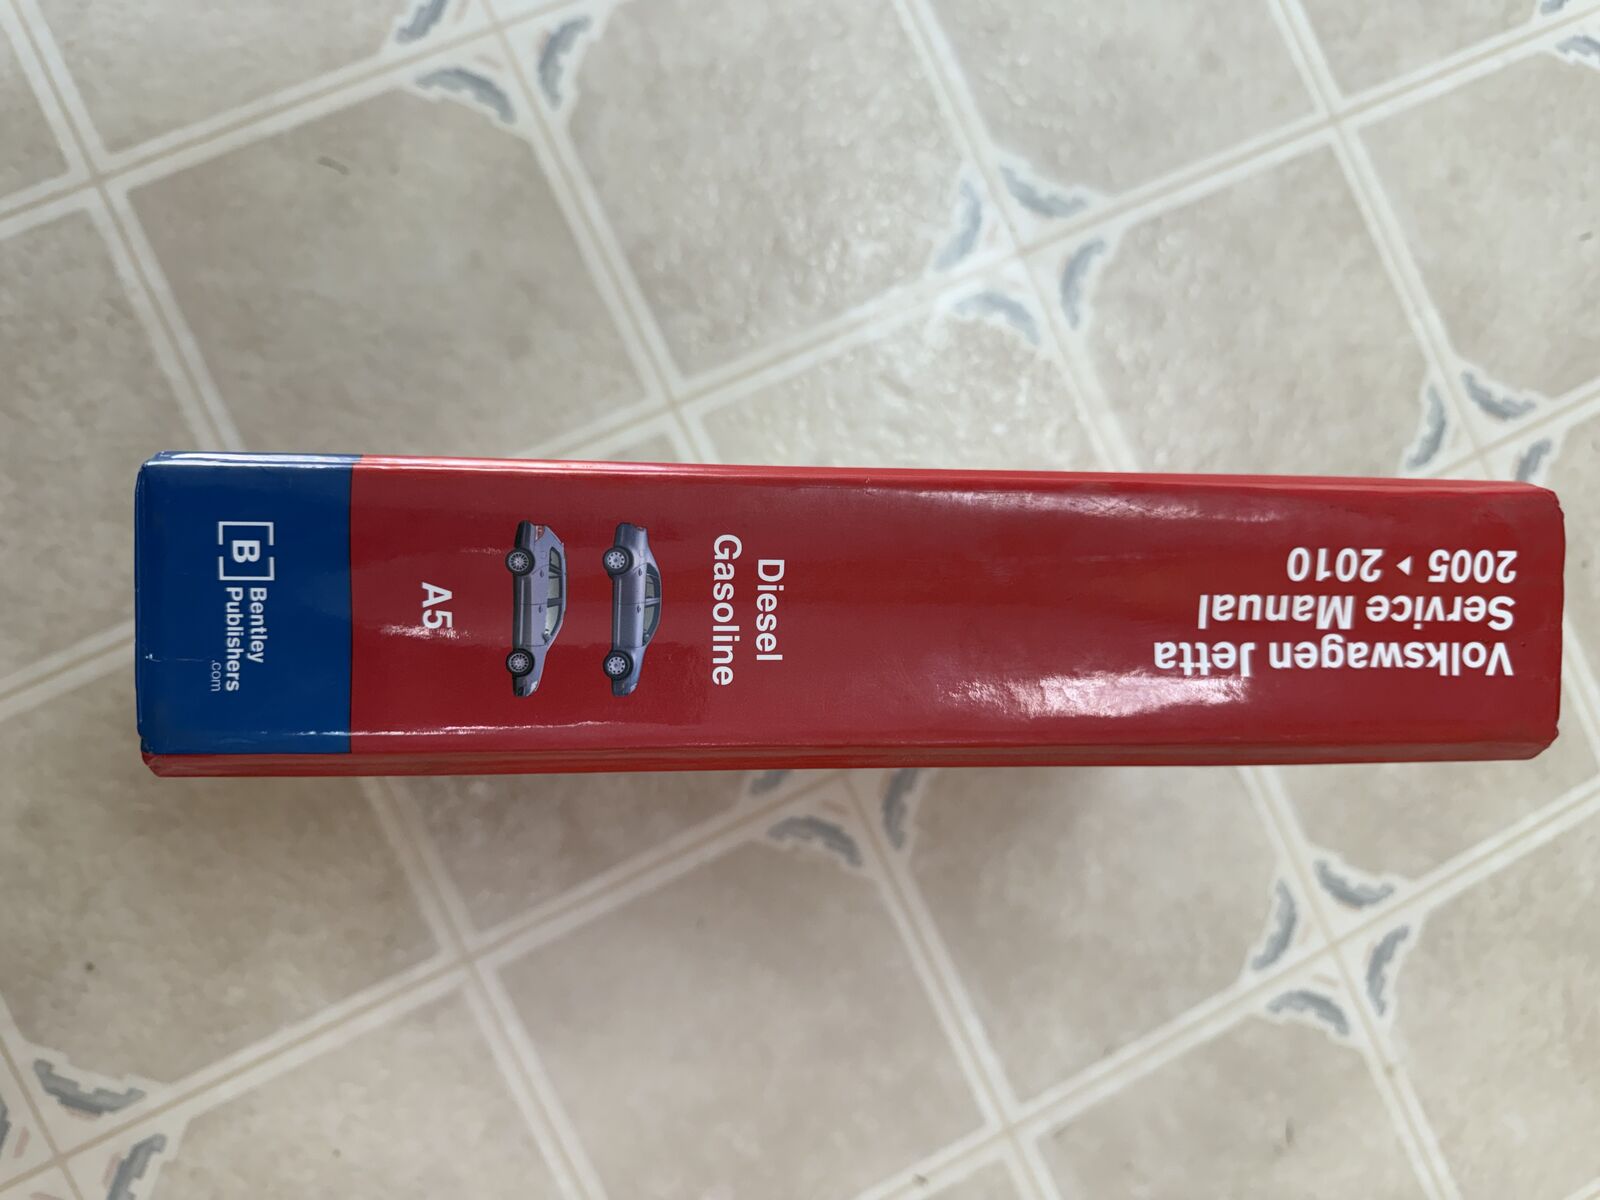 Volkswagen Jetta
Service Manual
2005 ▸ 2010
Diesel
Gasoline
A5
B
Bentley
Publishers
.com